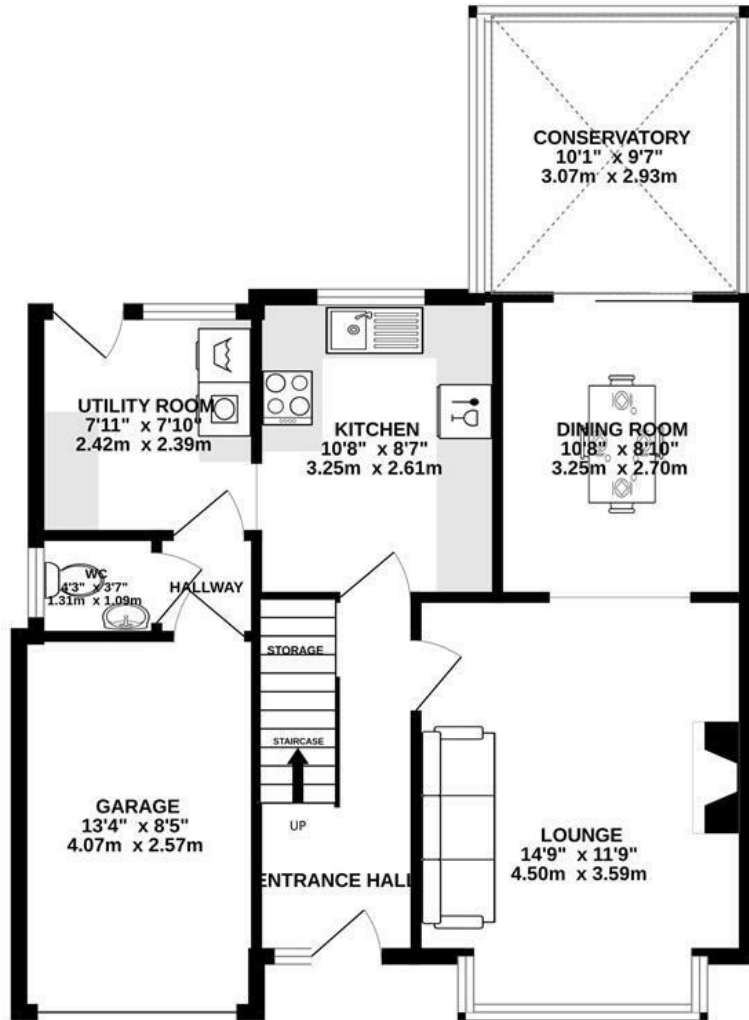 CONSERVATORY
10'1" x 9'7"
3.07m x 2.93m
UTILITY ROOM
7'11" x 7'10"
2.42m x 2.39m
KITCHEN
10'8" x 8'7"
3.25m x 2.61m
DINING ROOM
10'8" x 8'10"
3.25m x 2.70m
WC
4'3" x 3'7"
1.31m x 1.09m
HALLWAY
STORAGE
STAIRCASE
UP
GARAGE
13'4" x 8'5"
4.07m x 2.57m
ENTRANCE HALL
LOUNGE
14'9" x 11'9"
4.50m x 3.59m